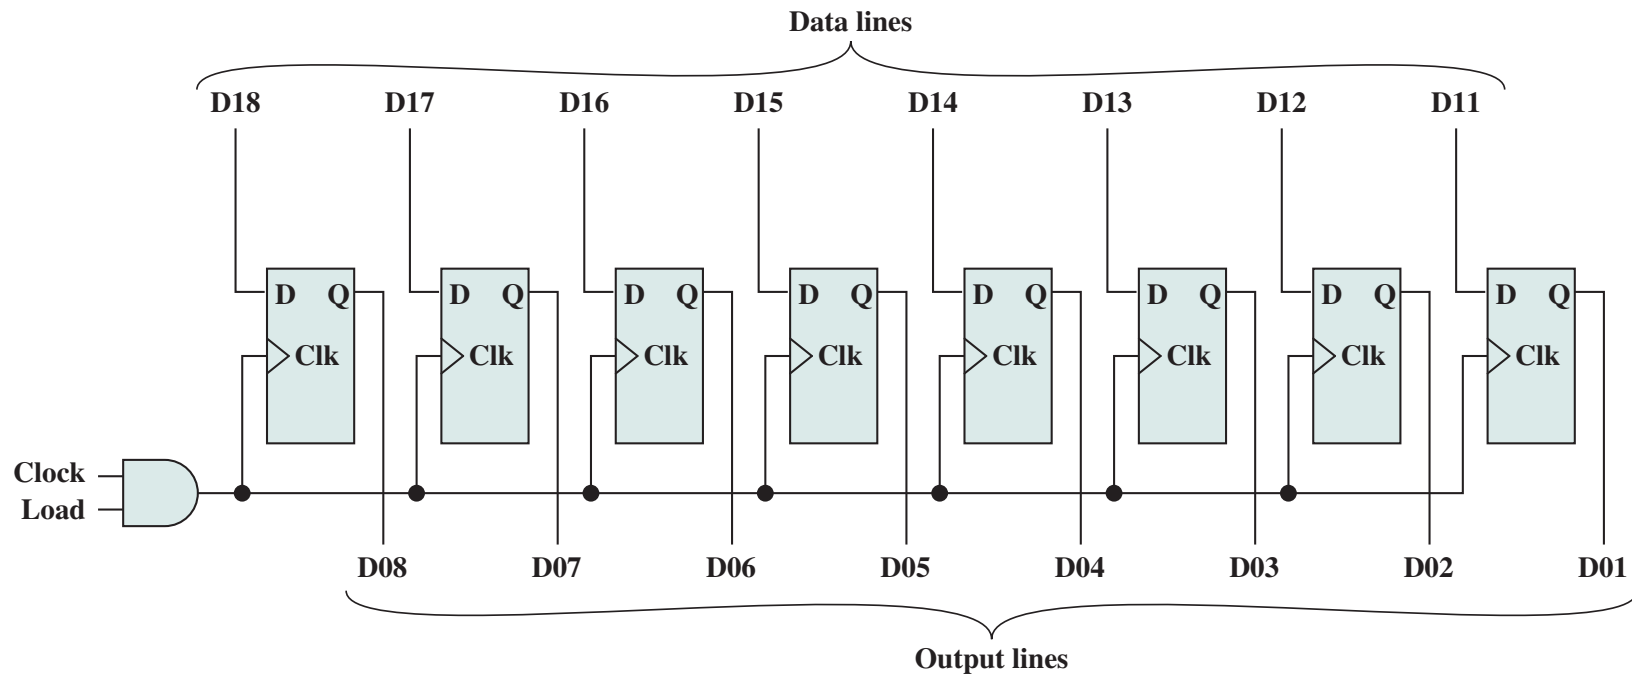 Data lines
D18 D17 D16 D15 D14 D13 D12 D11
D Q D Q D Q D Q D Q D Q D Q D Q
Clk Clk Clk Clk Clk Clk Clk Clk
Clock
Load
D08 D07 D06 D05 D04 D03 D02 D01
Output lines